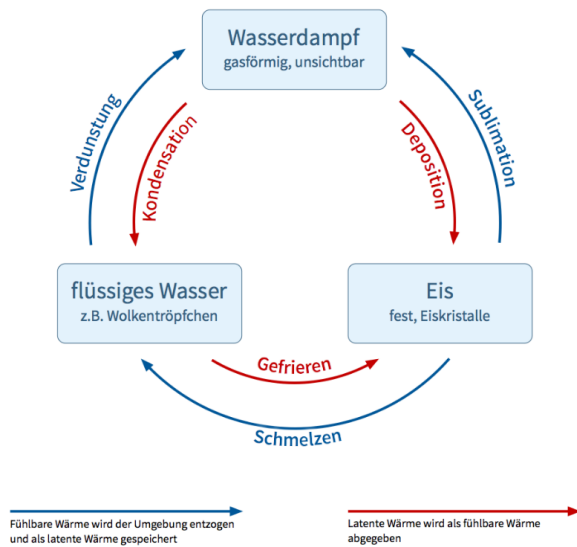 Wasserdampf
gasförmig, unsichtbar
Verdunstung
Kondensation
Deposition
Sublimation
flüssiges Wasser
z.B. Wolkentröpfchen
Eis
fest, Eiskristalle
Gefrieren
Schmelzen
Fühlbare Wärme wird der Umgebung entzogen
und als latente Wärme gespeichert
Latente Wärme wird als fühlbare Wärme
abgegeben